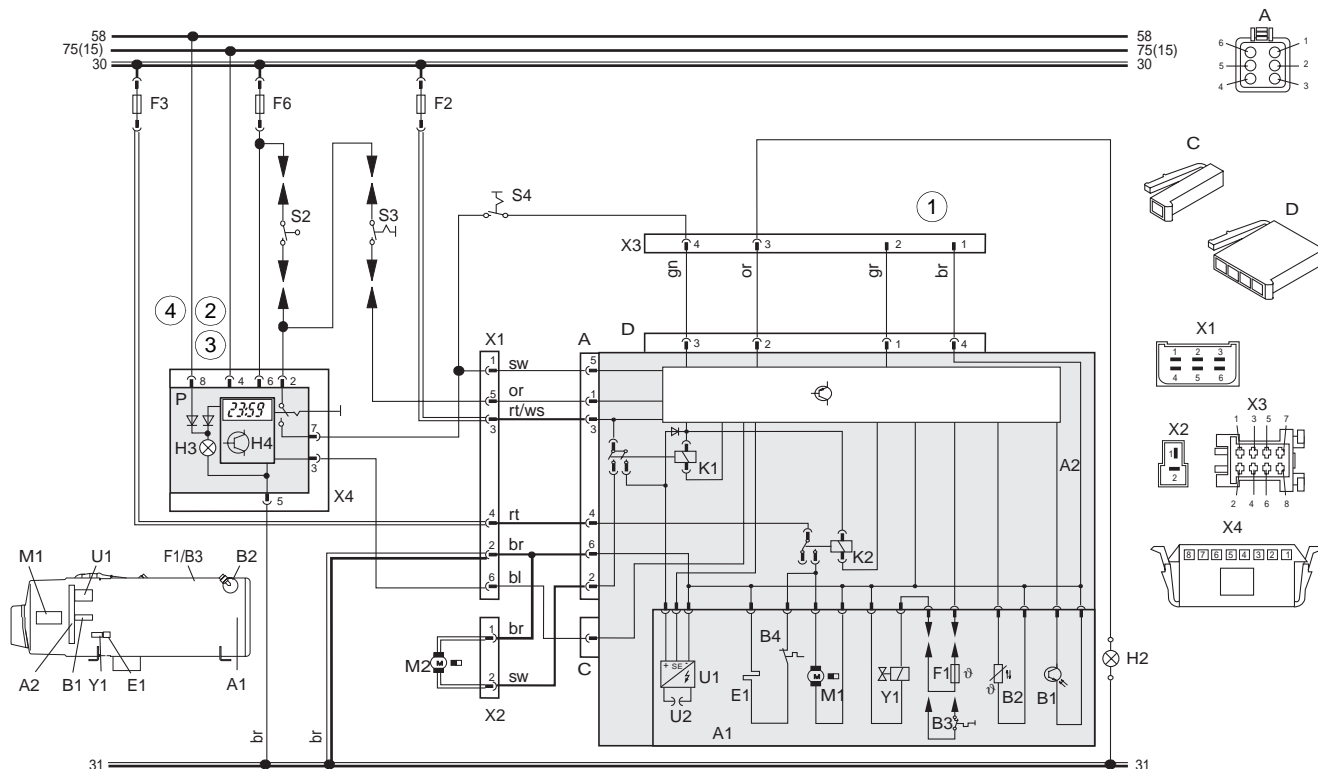 58
58
75(15)
75(15)
30
30
A
6
1
5
2
4
3
F3
F6
F2
C
S4
1
D
S2
S3
X3
4
3
2
1
gn
or
gr
br
4
2
3
X1
A
D
3
2
1
4
X1
1
2
3
4
5
6
8
4
6
2
P
23:59
7
H3
H4
3
5
X4
1
sw
5
5
or
1
rt/ws
3
3
K1
A2
X2
1
2
X3
1
3
5
7
2
4
6
8
4
rt
4
2
br
6
K2
6
bl
2
X4
8
7
6
5
4
3
2
1
M1
U1
F1/B3
B2
A2
B1
Y1
E1
A1
M2
M
1
br
2
sw
C
X2
+
SE
U1
U2
E1
B4
M
M1
Y1
F1
ϑ
B3
ϑ
B2
B1
A1
H2
br
br
31
31